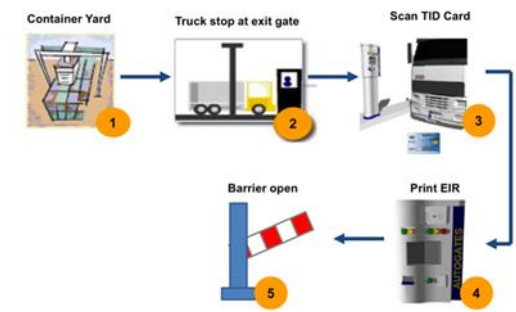 Container Yard
1
Truck stop at exit gate
2
Scan TID Card
3
Print EIR
AUTOGATES
4
Barrier open
5